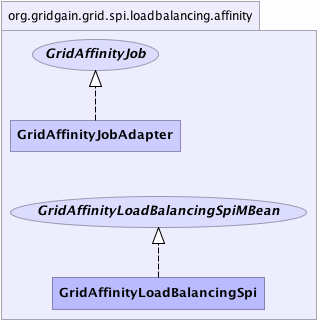 org.gridgain.grid.spi.loadbalancing.affinity
GridAffinityJob
GridAffinityJobAdapter
GridAffinityLoadBalancingSpiMBean
GridAffinityLoadBalancingSpi